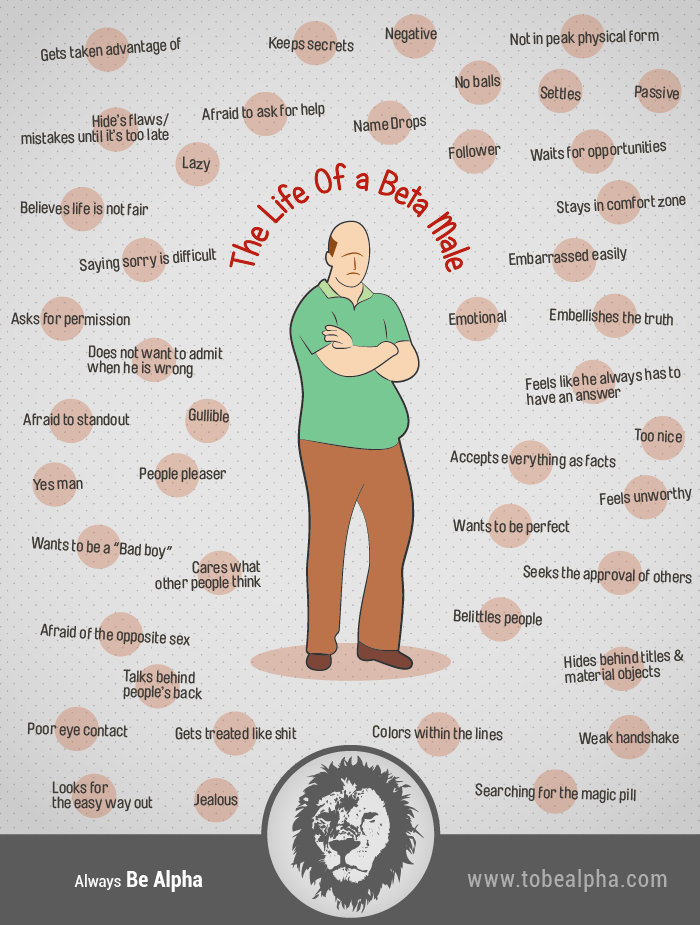 Gets taken advantage of
Keeps secrets
Negative
Not in peak physical form
No balls
Settles
Passive
Hide's flaws/
mistakes until it's too late
Afraid to ask for help
Name Drops
Lazy
Follower
Waits for opportunities
The Life Of a Beta Male
Believes life is not fair
Stays in comfort zone
Saying sorry is difficult
Embarrassed easily
Asks for permission
Emotional
Embellishes the truth
Does not want to admit
when he is wrong
Feels like he always has to
have an answer
Afraid to standout
Gullible
Too nice
Accepts everything as facts
Yes man
People pleaser
Feels unworthy
Wants to be perfect
Wants to be a “Bad boy”
Cares what
other people think
Seeks the approval of others
Belittles people
Afraid of the opposite sex
Hides behind titles &
material objects
Talks behind
people's back
Poor eye contact
Gets treated like shit
Colors within the lines
Weak handshake
Looks for
the easy way out
Jealous
Searching for the magic pill
Always Be Alpha
www.tobealpha.com